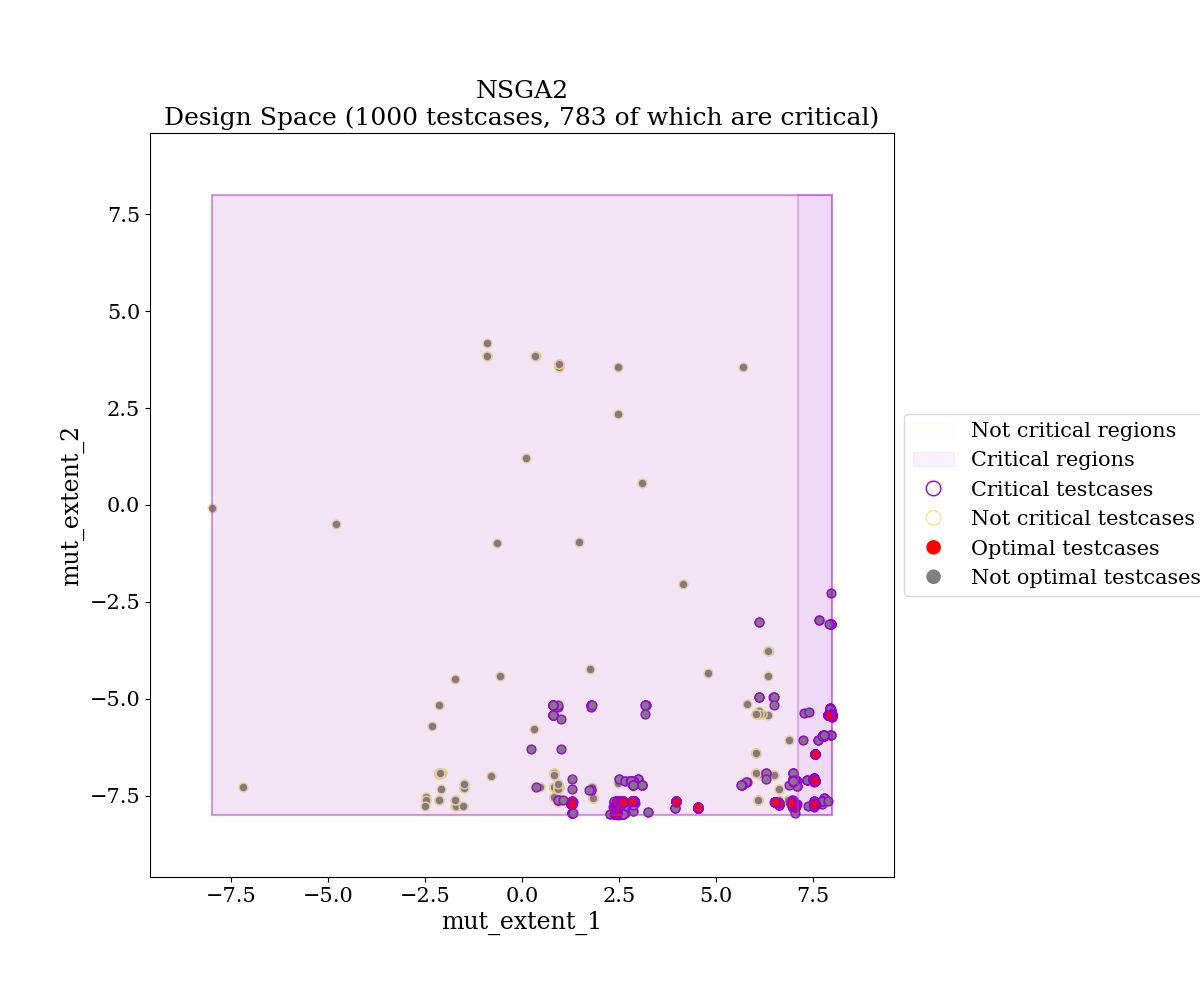 NSGA2
Design Space (1000 testcases, 783 of which are critical)
7.5
5.0
2.5
0.0
−2.5
−5.0
−7.5
mut_extent_2
−7.5
−5.0
−2.5
0.0
2.5
5.0
7.5
mut_extent_1
Not critical regions
Critical regions
Critical testcases
Not critical testcases
Optimal testcases
Not optimal testcases